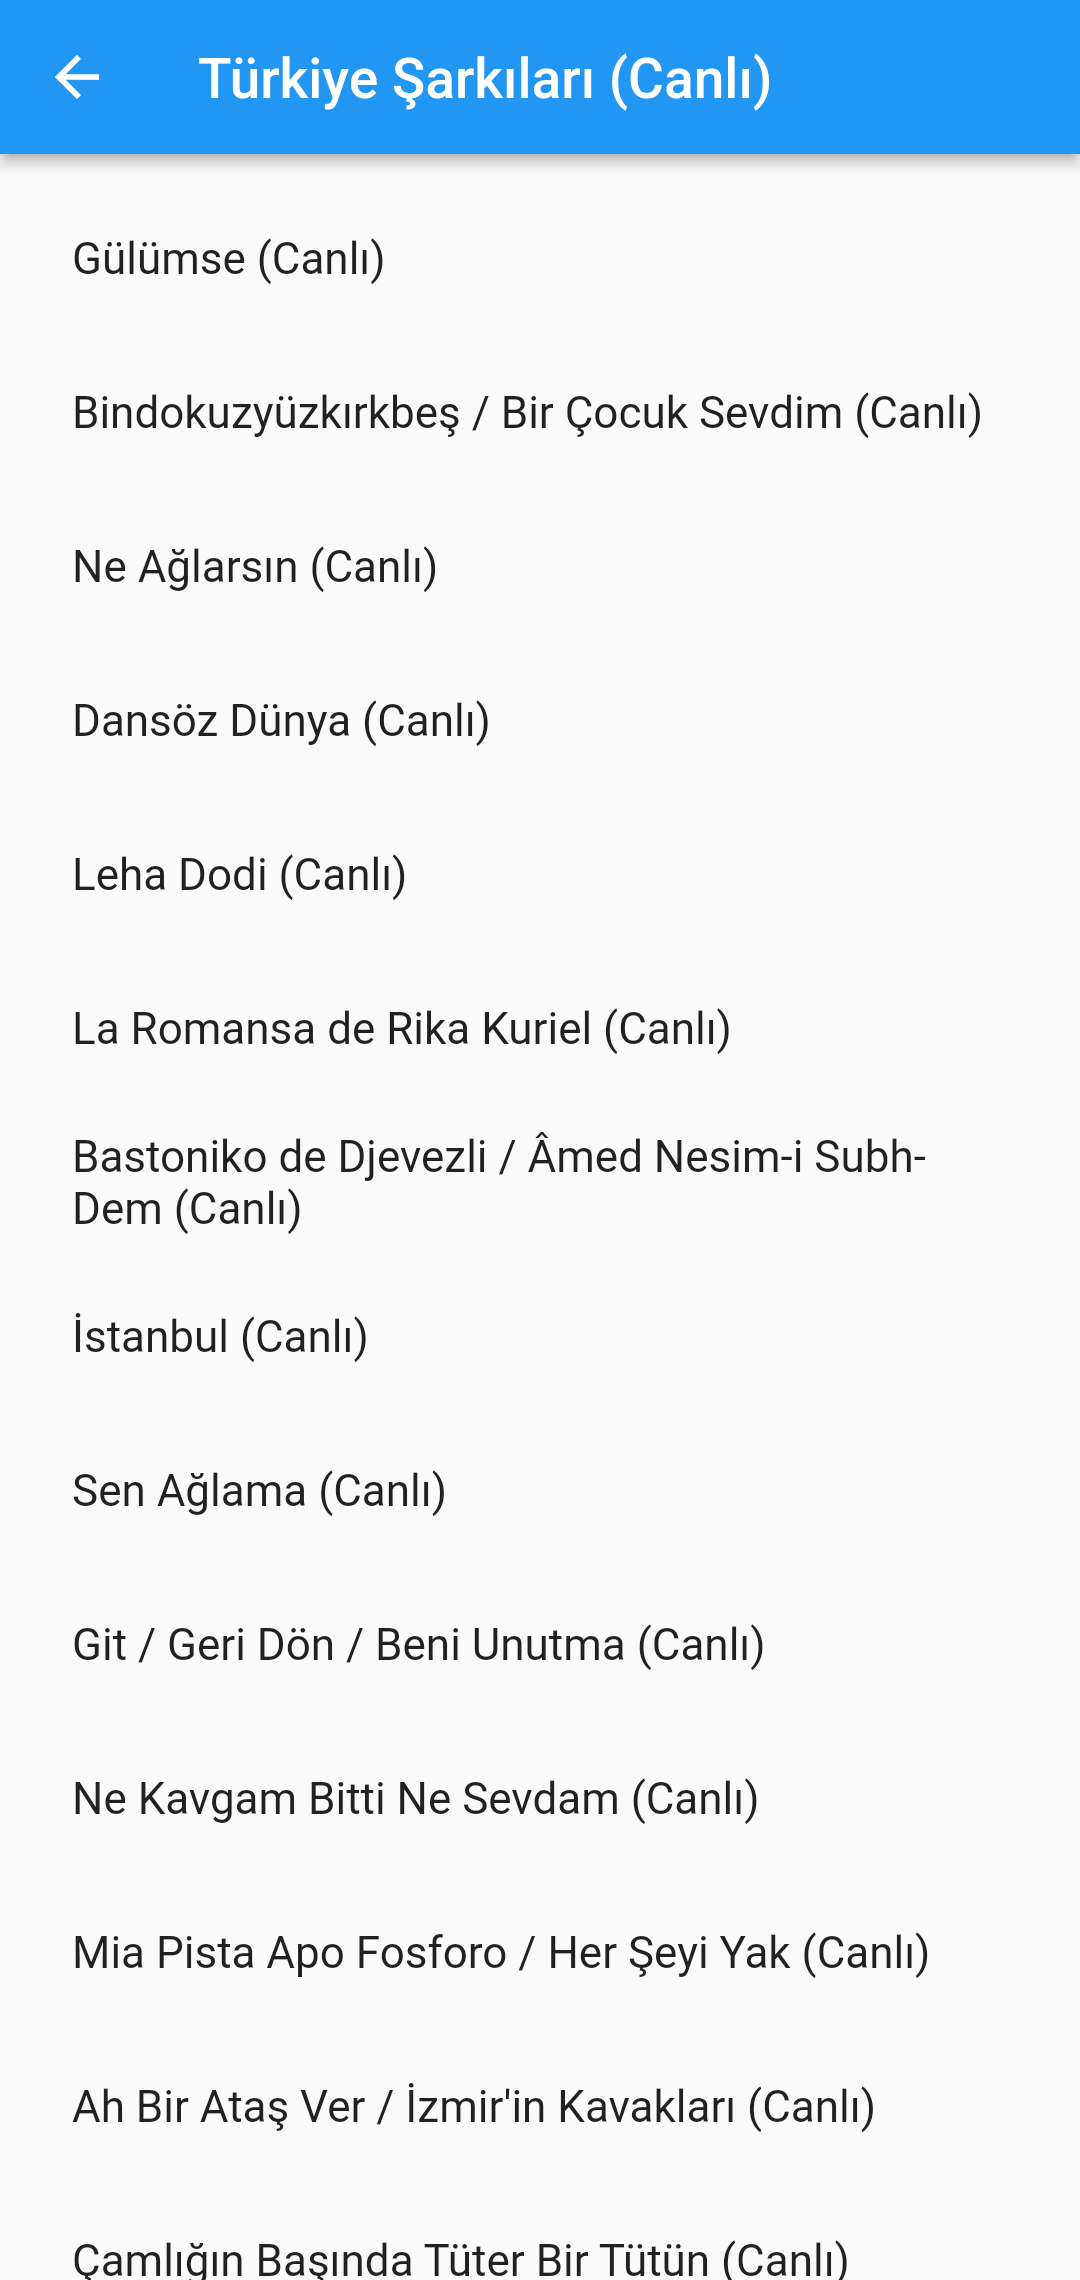 Türkiye Şarkıları (Canlı)
Gülümse (Canlı)
Bindokuzyüzkırkbeş / Bir Çocuk Sevdim (Canlı)
Ne Ağlarsın (Canlı)
Dansöz Dünya (Canlı)
Leha Dodi (Canlı)
La Romansa de Rika Kuriel (Canlı)
Bastoniko de Djevezli / Âmed Nesim-i Subh-
Dem (Canlı)
İstanbul (Canlı)
Sen Ağlama (Canlı)
Git / Geri Dön / Beni Unutma (Canlı)
Ne Kavgam Bitti Ne Sevdam (Canlı)
Mia Pista Apo Fosforo / Her Şeyi Yak (Canlı)
Ah Bir Ataş Ver / İzmir'in Kavakları (Canlı)
Çamlığın Başında Tüter Bir Tütün (Canlı)